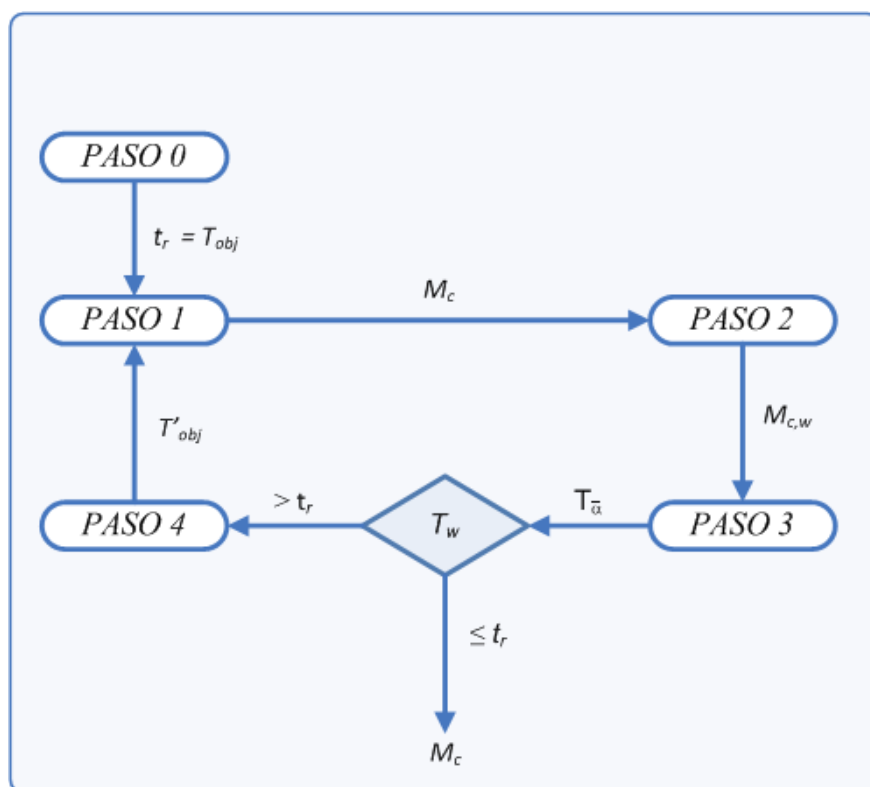 PASO 0
t_r = T_obj
M_c
PASO 1
PASO 2
T'_obj
M_c,w
> t_r
T_ᾱ
PASO 4
T_w
PASO 3
≤ t_r
M_c